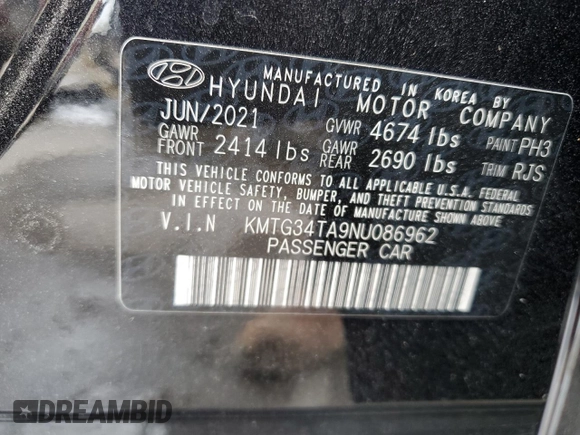 MANUFACTURED IN KOREA BY
HYUNDAI MOTOR COMPANY
JUN/2021 GVWR 4674 lbs PAINT PH3
GAWR FRONT 2414 lbs GAWR REAR 2690 lbs TRIM RJS
THIS VEHICLE CONFORMS TO ALL APPLICABLE U.S.A. FEDERAL
MOTOR VEHICLE SAFETY, BUMPER, AND THEFT PREVENTION STANDARDS
IN EFFECT ON THE DATE OF MANUFACTURE SHOWN ABOVE.
V.I.N KMTG34TA9NU086962
PASSENGER CAR
DREAMBID